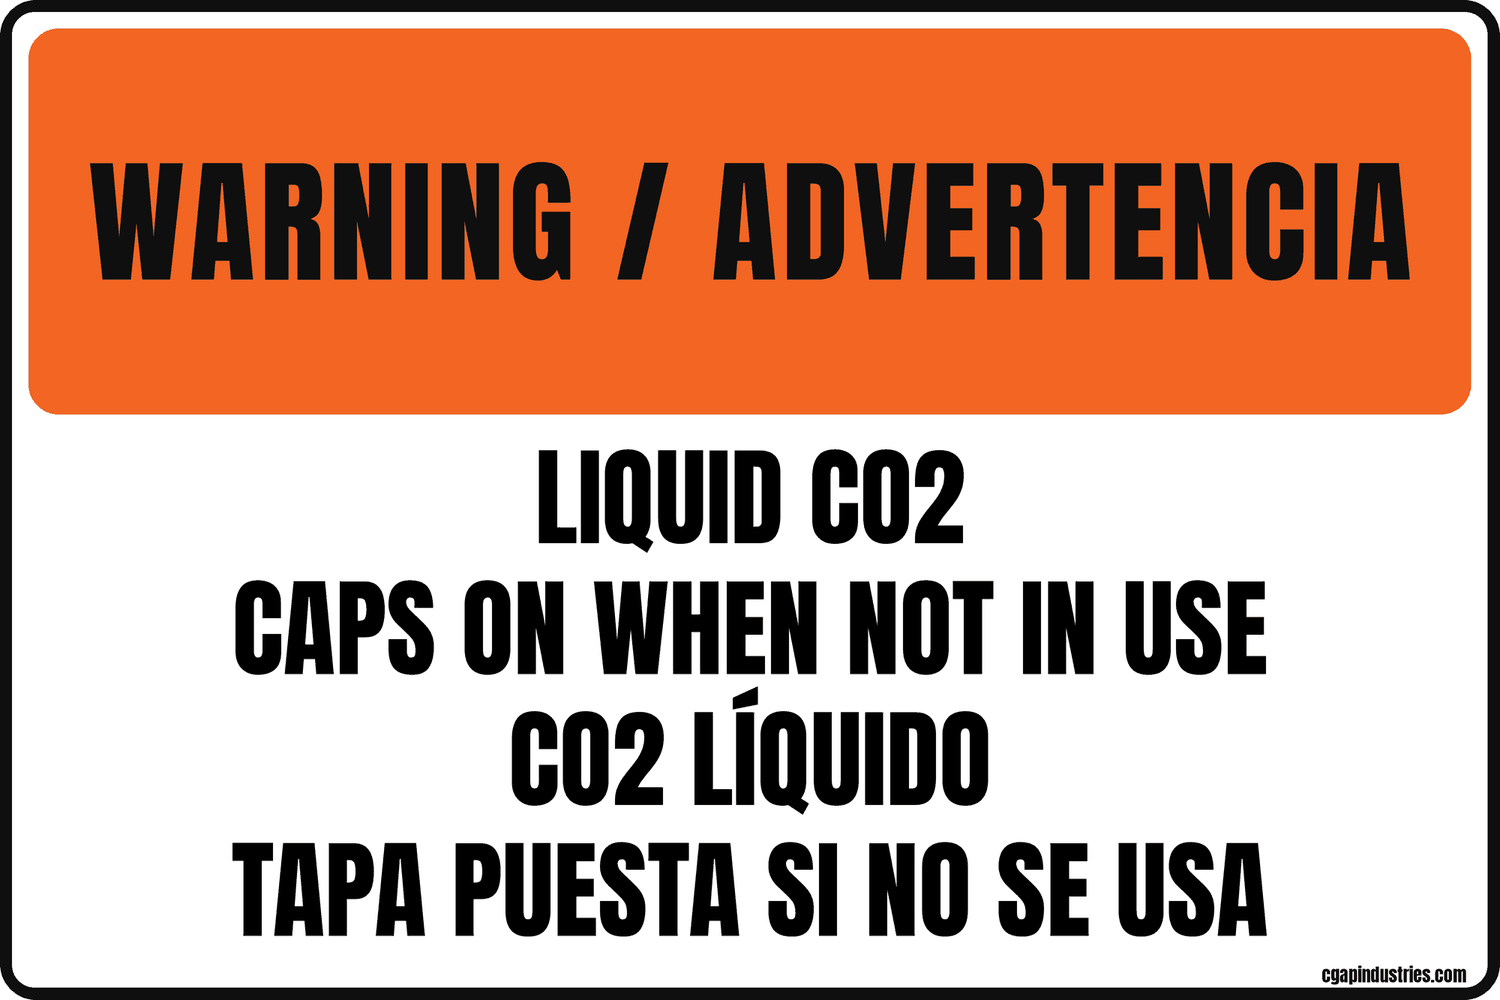 WARNING / ADVERTENCIA
LIQUID CO2
CAPS ON WHEN NOT IN USE
CO2 LÍQUIDO
TAPA PUESTA SI NO SE USA
cgapindustries.com